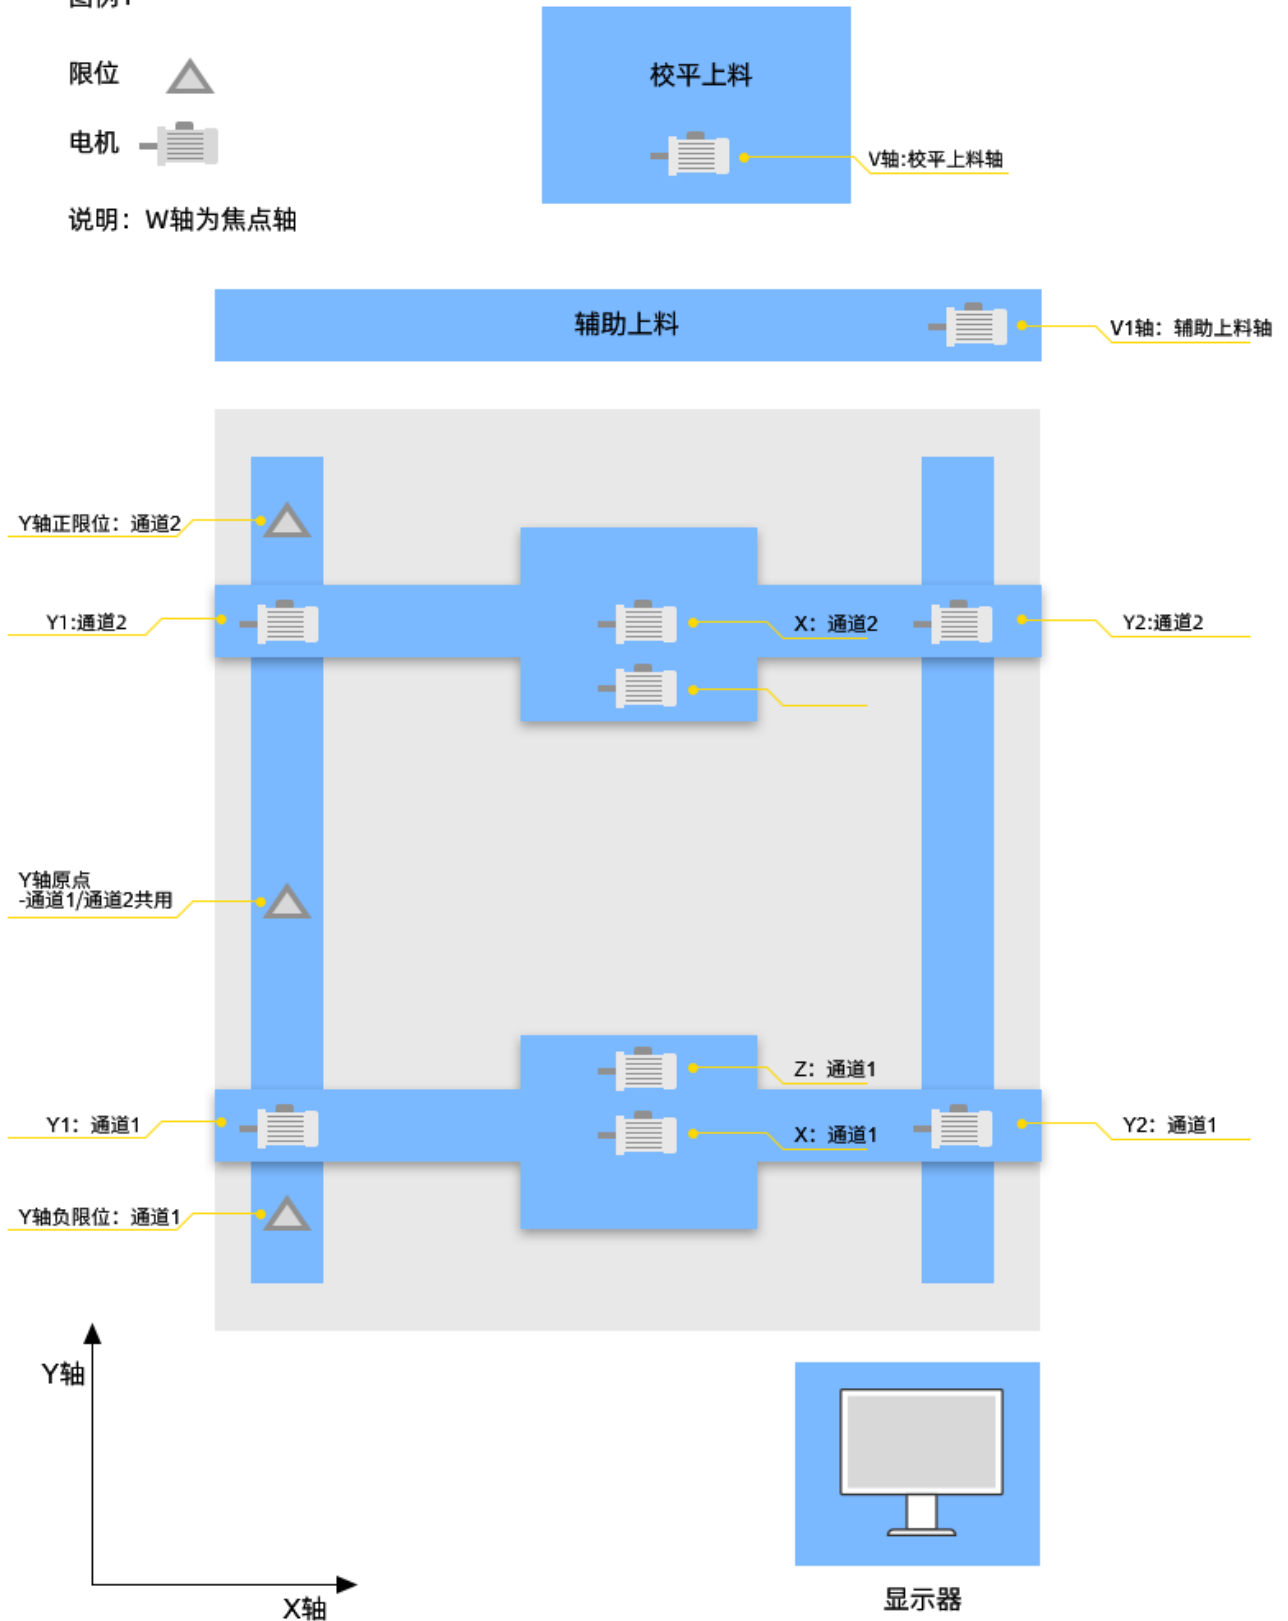 限位
校平上料
电机
V轴:校平上料轴
说明：W轴为焦点轴
辅助上料
V1轴：辅助上料轴
Y轴正限位：通道2
Y1:通道2
X：通道2
Y2:通道2
Y轴原点
-通道1/通道2共用
Z：通道1
Y1：通道1
X：通道1
Y2：通道1
Y轴负限位：通道1
Y轴
X轴
显示器